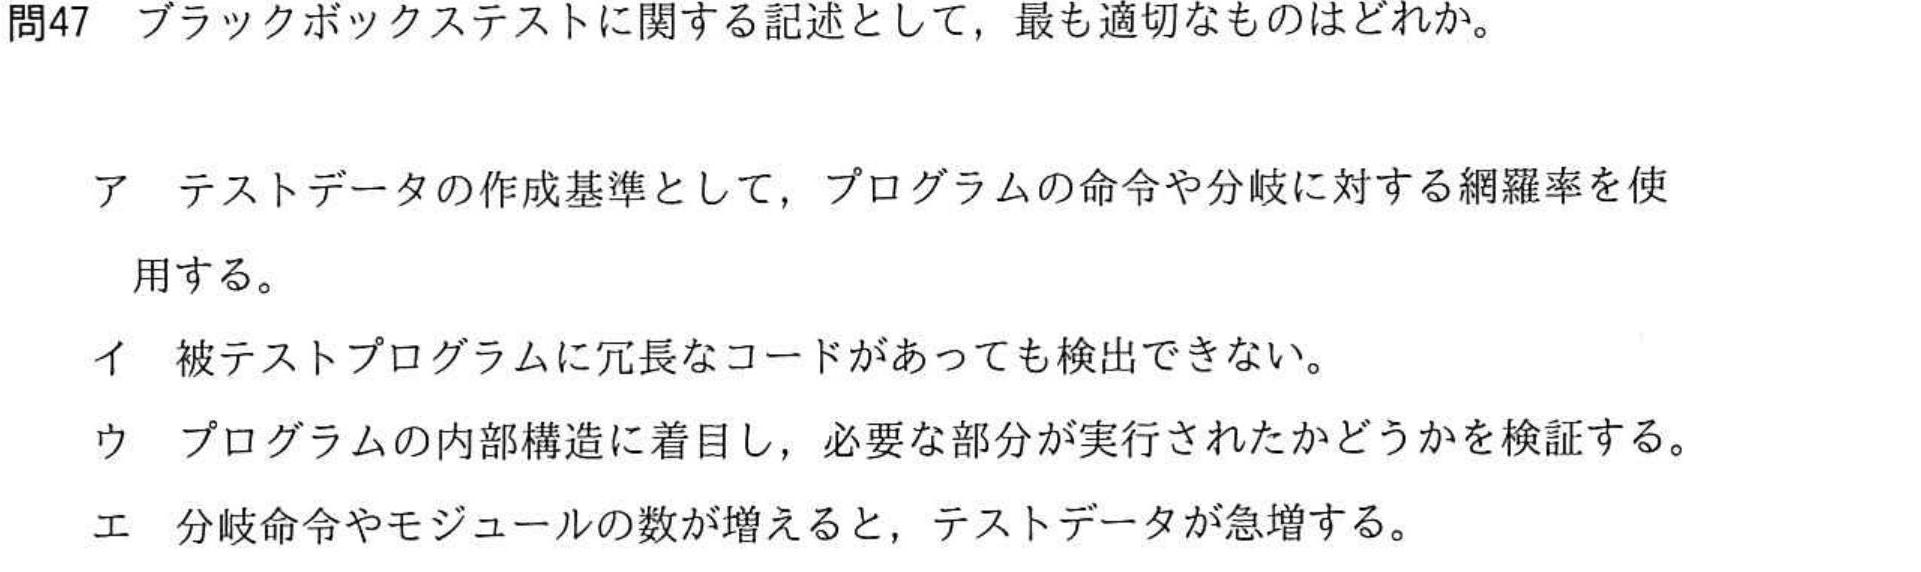 問47　ブラックボックステストに関する記述として，最も適切なものはどれか。
ア　テストデータの作成基準として，プログラムの命令や分岐に対する網羅率を使
用する。
イ　被テストプログラムに冗長なコードがあっても検出できない。
ウ　プログラムの内部構造に着目し，必要な部分が実行されたかどうかを検証する。
エ　分岐命令やモジュールの数が増えると，テストデータが急増する。